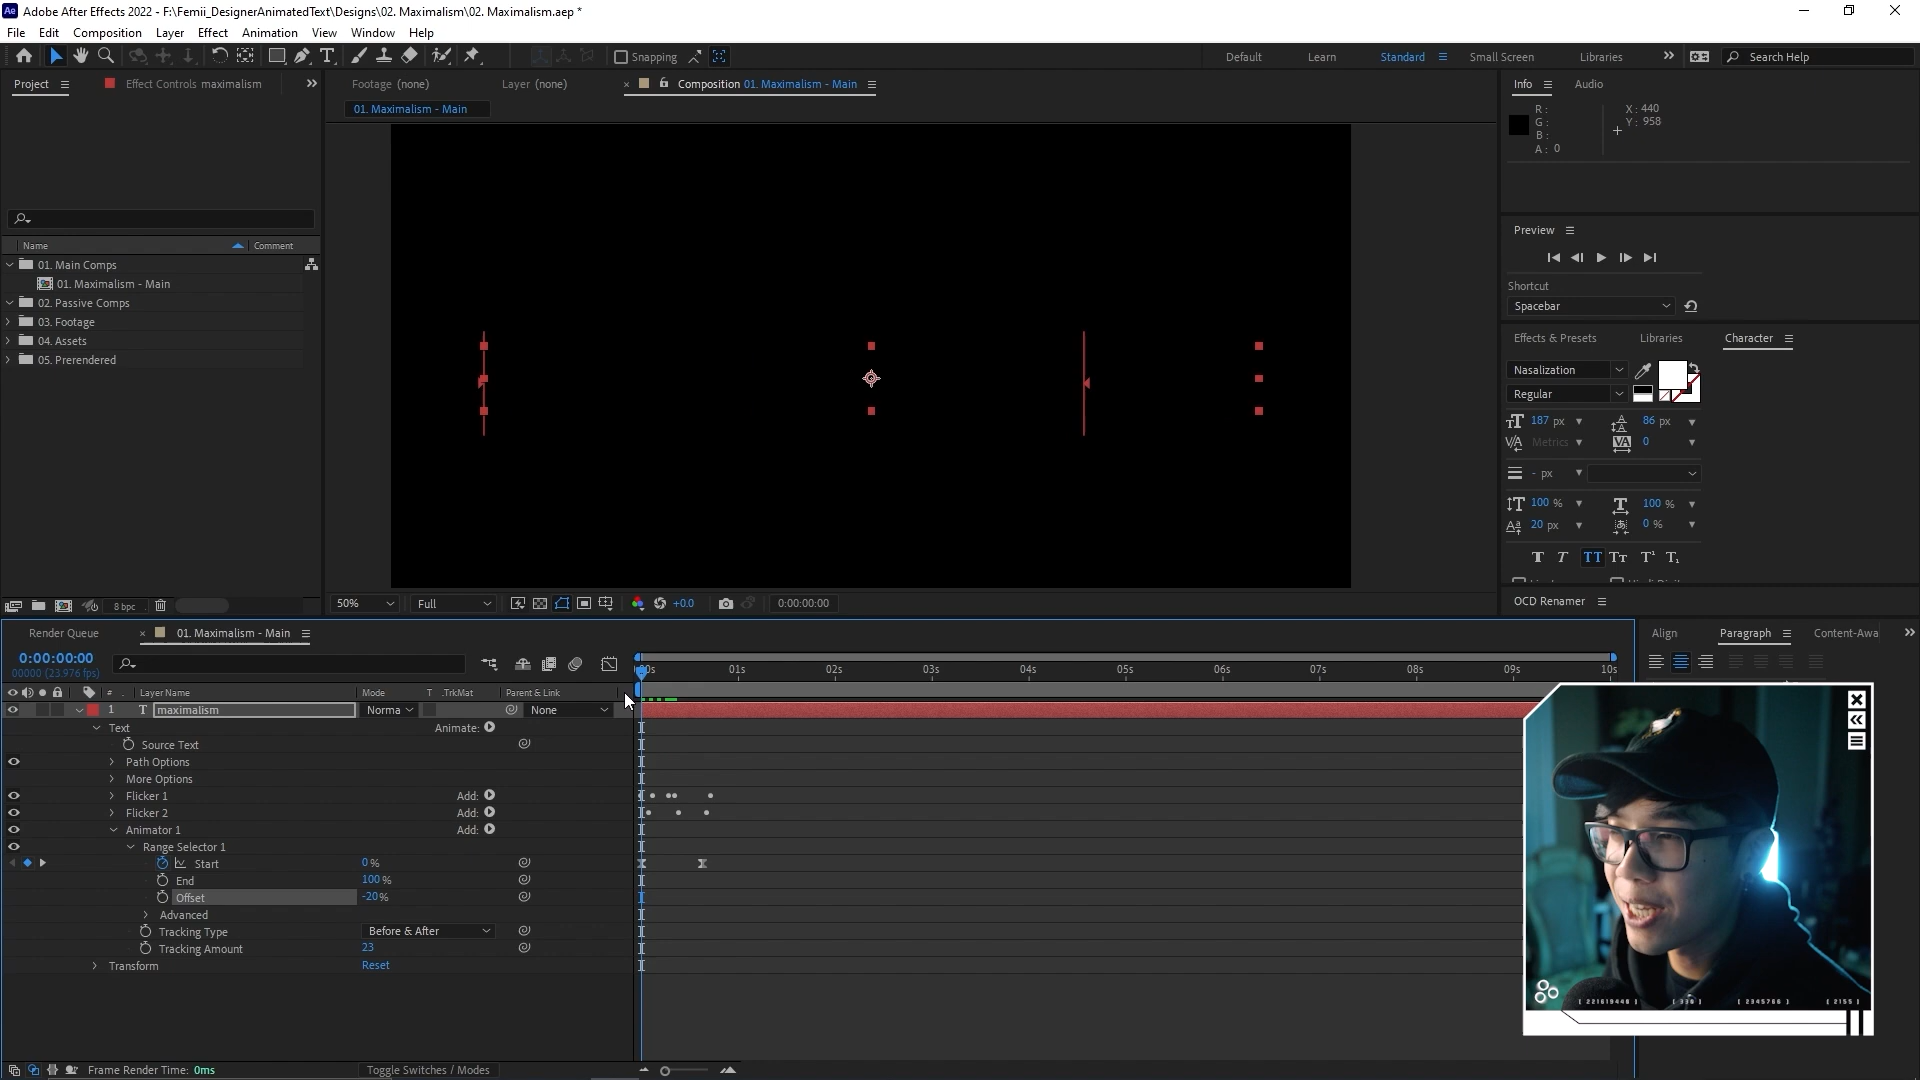 Ae Adobe After Effects 2022 - F:\Femii_DesignerAnimatedText\Designs\02. Maximalism\02. Maximalism.aep *
File Edit Composition Layer Effect Animation View Window Help
Snapping Default Learn Standard Small Screen Libraries Search Help
Project Effect Controls maximalism Footage (none) Layer (none) Composition 01. Maximalism - Main Info Audio
01. Maximalism - Main
R: X: 440
G: Y: 958
B:
A: 0
Name Comment
01. Main Comps
01. Maximalism - Main
02. Passive Comps
03. Footage
04. Assets
05. Prerendered
Preview
Shortcut
Spacebar
Effects & Presets Libraries Character
Nasalization
Regular
187 px 86 px
Metrics 0
- px
100 % 100 %
20 px 0 %
OCD Renamer
8 bpc 50% Full +0.0 0:00:00:00
Render Queue 01. Maximalism - Main Align Paragraph Content-Awa
0:00:00:00
00000 (23.976 fps)
01s 02s 03s 04s 05s 06s 07s 08s 09s 10s
# Layer Name Mode T .TrkMat Parent & Link
1 T maximalism Norma None
Text Animate:
Source Text
Path Options
More Options
Flicker 1 Add:
Flicker 2 Add:
Animator 1 Add:
Range Selector 1
Start 0%
End 100%
Offset -20%
Advanced
Tracking Type Before & After
Tracking Amount 23
Transform Reset
Frame Render Time: 0ms Toggle Switches / Modes